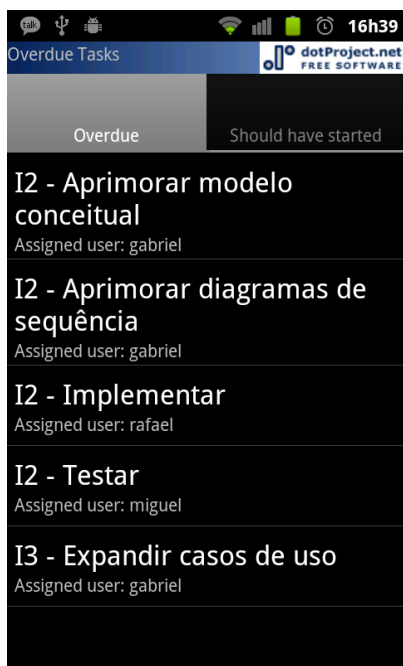 talk 16h39
Overdue Tasks dotProject.net
FREE SOFTWARE
Overdue Should have started
I2 - Aprimorar modelo
conceitual
Assigned user: gabriel
I2 - Aprimorar diagramas de
sequência
Assigned user: gabriel
I2 - Implementar
Assigned user: rafael
I2 - Testar
Assigned user: miguel
I3 - Expandir casos de uso
Assigned user: gabriel